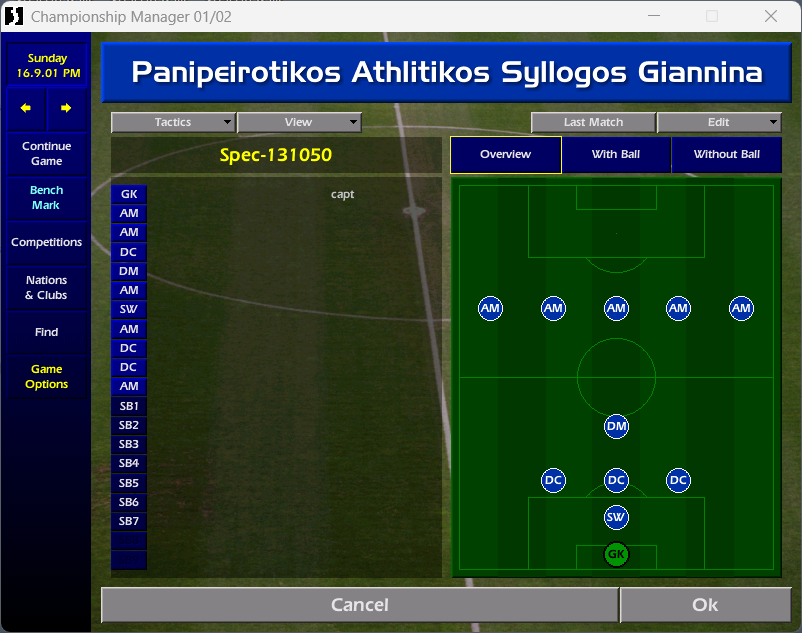 Championship Manager 01/02
Sunday
16.9.01 PM
Continue
Game
Bench
Mark
Competitions
Nations
& Clubs
Find
Game
Options
Panipeirotikos Athlitikos Syllogos Giannina
Tactics
View
Last Match
Edit
Spec-131050
Overview
With Ball
Without Ball
GK capt
AM
AM
DC
DM
AM
SW
AM
DC
DC
AM
SB1
SB2
SB3
SB4
SB5
SB6
SB7
AM AM AM AM AM
DM
DC DC DC
SW
GK
Cancel
Ok